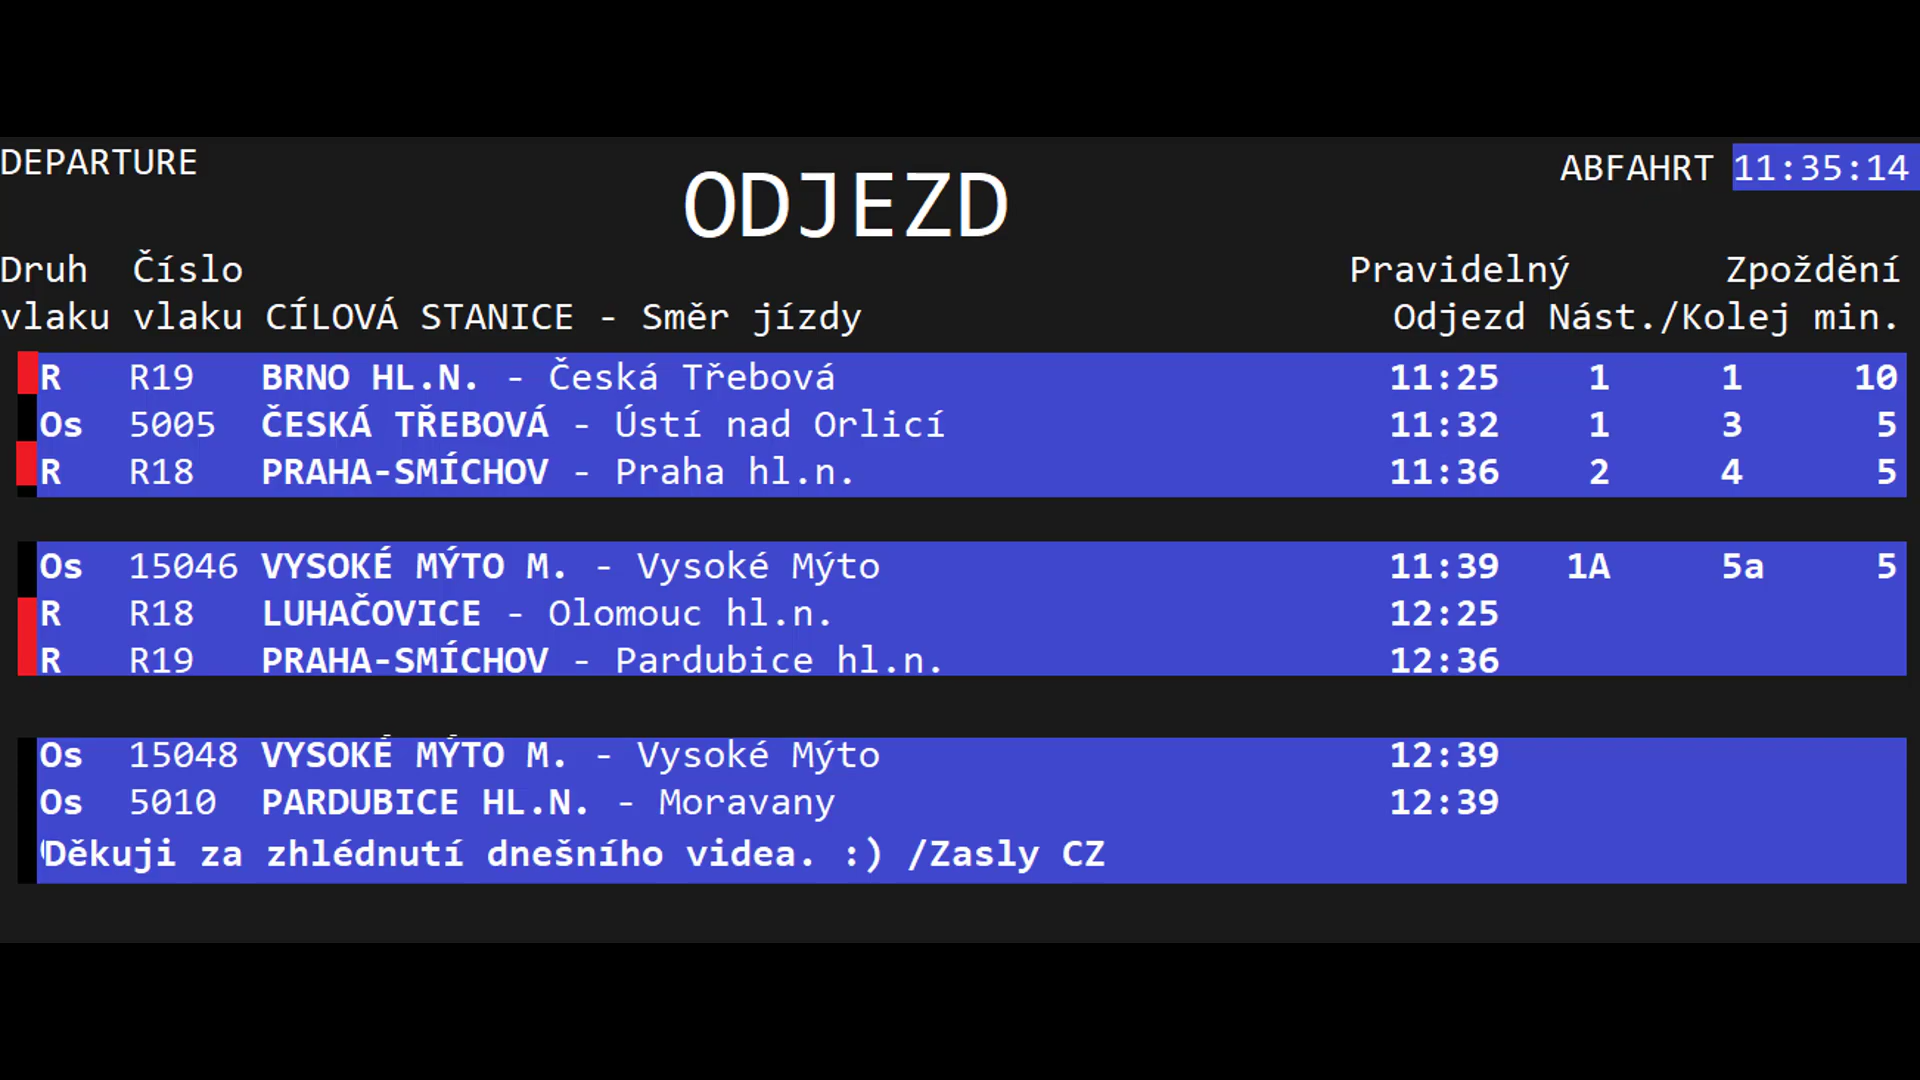 DEPARTURE
ODJEZD
ABFAHRT 11:35:14
Druh Číslo Pravidelný Zpoždění
vlaku vlaku CÍLOVÁ STANICE - Směr jízdy Odjezd Nást./Kolej min.
R R19 BRNO HL.N. - Česká Třebová 11:25 1 1 10
Os 5005 ČESKÁ TŘEBOVÁ - Ústí nad Orlicí 11:32 1 3 5
R R18 PRAHA-SMÍCHOV - Praha hl.n. 11:36 2 4 5
Os 15046 VYSOKÉ MÝTO M. - Vysoké Mýto 11:39 1A 5a 5
R R18 LUHAČOVICE - Olomouc hl.n. 12:25
R R19 PRAHA-SMÍCHOV - Pardubice hl.n. 12:36
Os 15048 VYSOKÉ MÝTO M. - Vysoké Mýto 12:39
Os 5010 PARDUBICE HL.N. - Moravany 12:39
Děkuji za zhlédnutí dnešního videa. :) /Zasly CZ